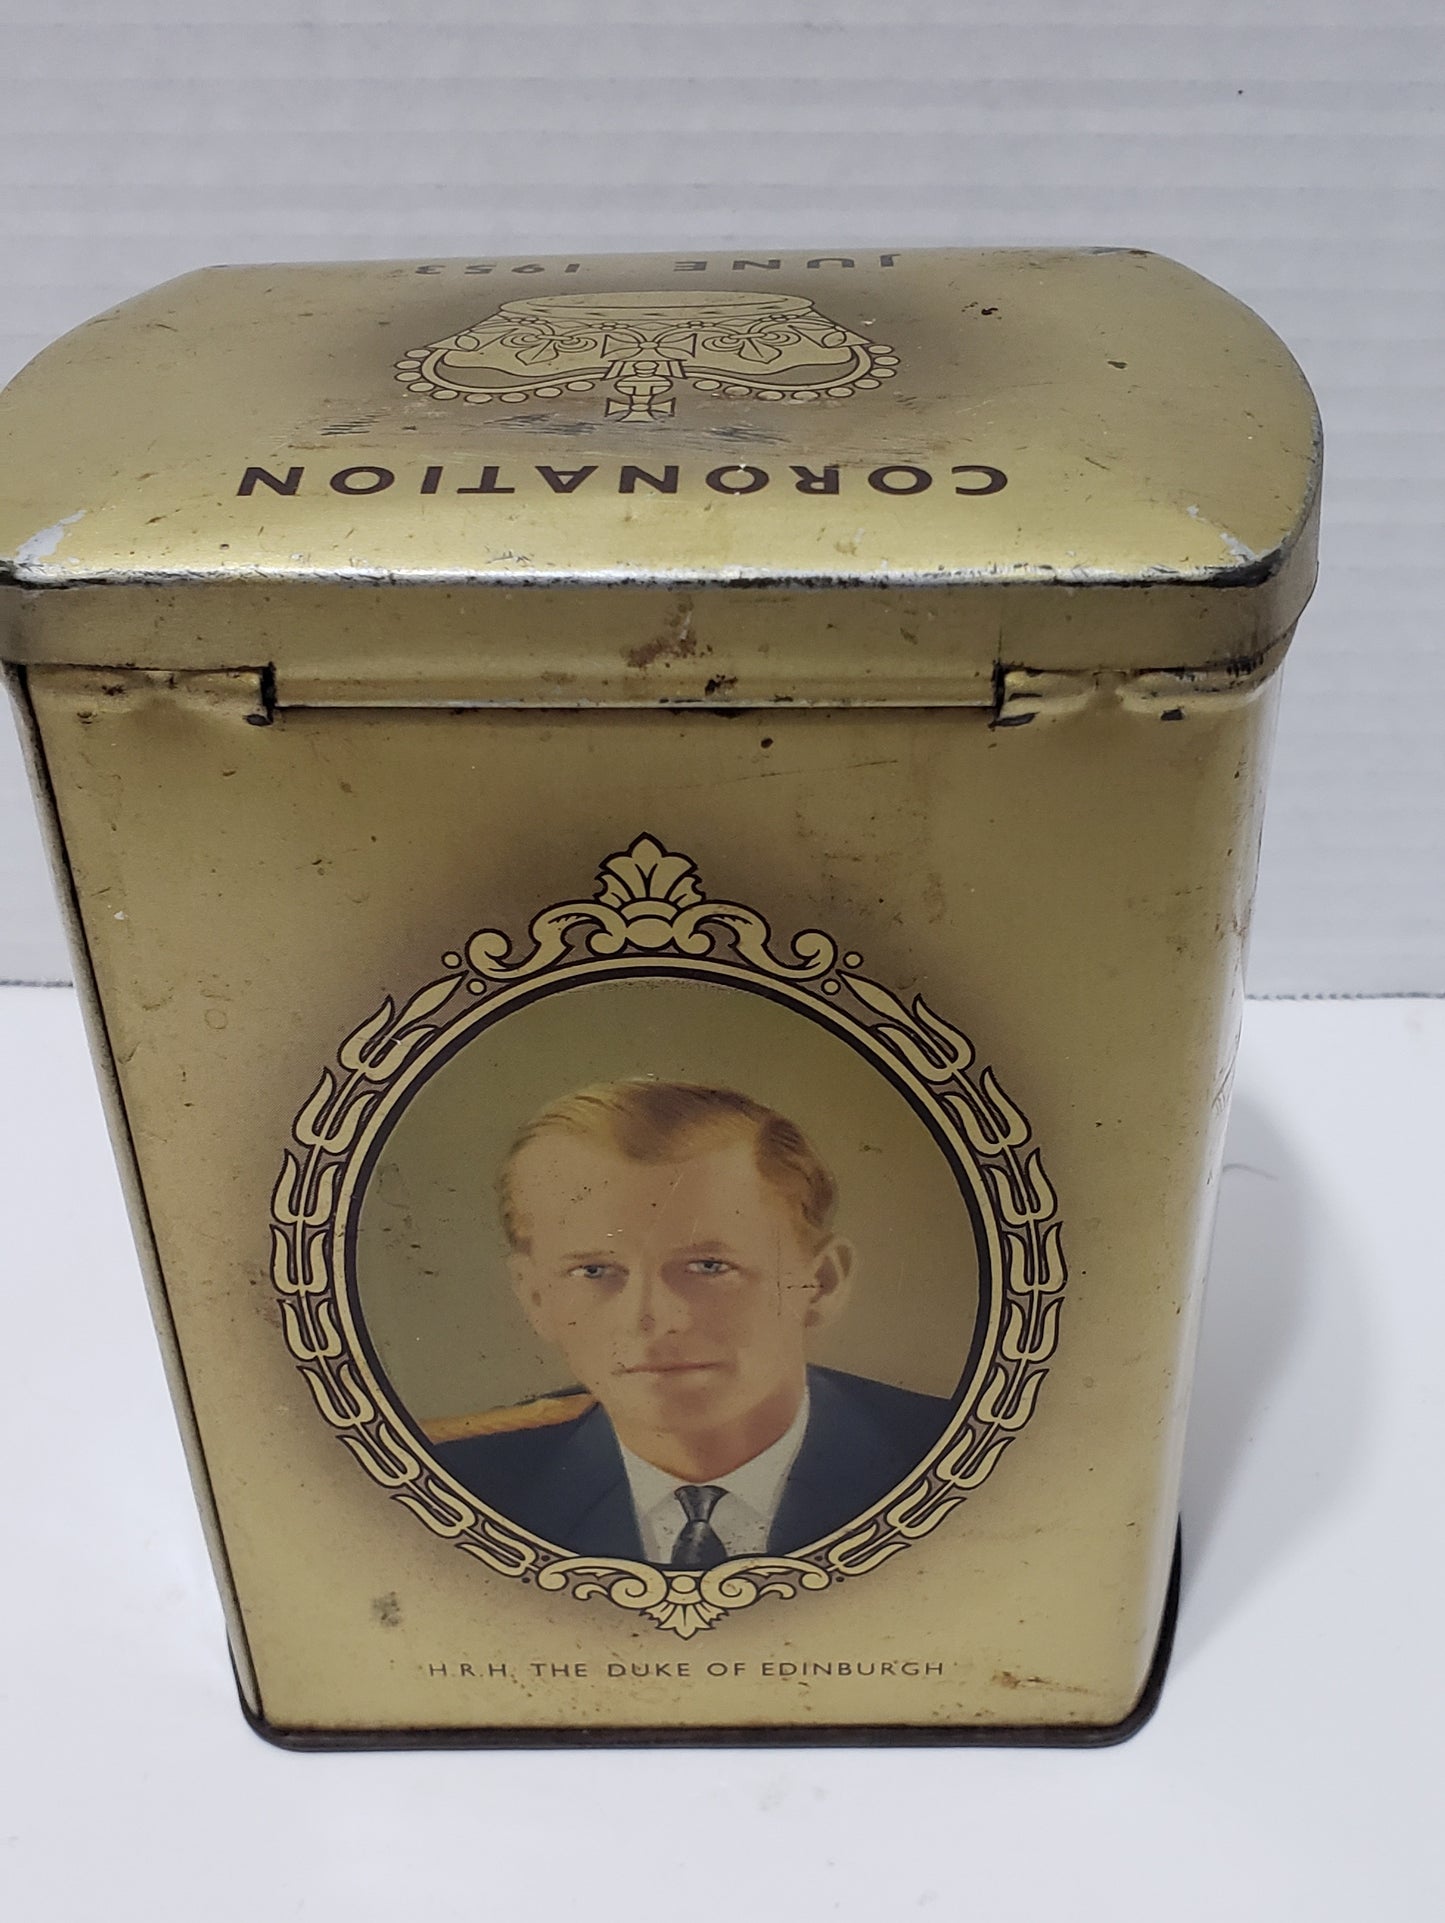 JUNE 1953
CORONATION
H.R.H. THE DUKE OF EDINBURGH